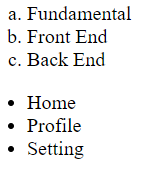 a. Fundamental
b. Front End
c. Back End
• Home
• Profile
• Setting